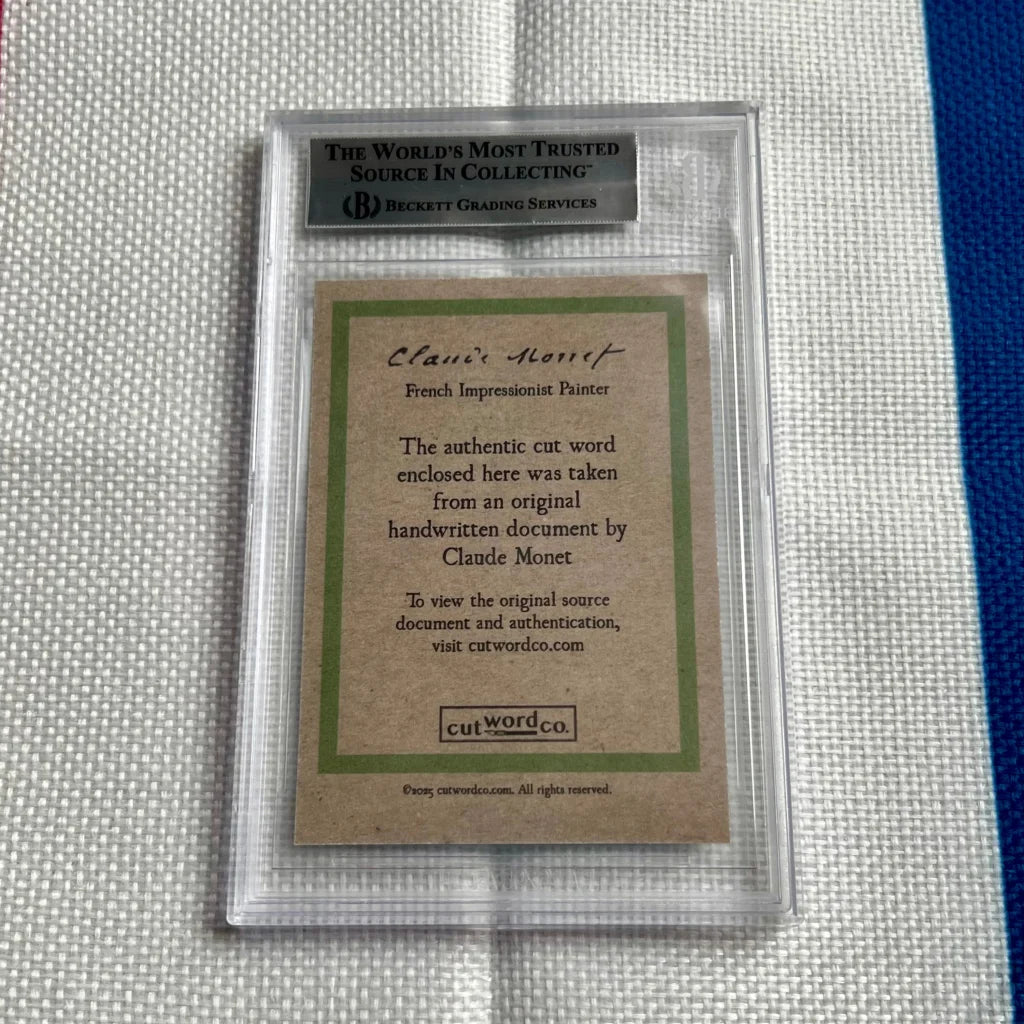 THE WORLD'S MOST TRUSTED
SOURCE IN COLLECTING™
B BECKETT GRADING SERVICES
Claude Monet
French Impressionist Painter
The authentic cut word
enclosed here was taken
from an original
handwritten document by
Claude Monet
To view the original source
document and authentication,
visit cutwordco.com
cut word co.
©2025 cutwordco.com. All rights reserved.